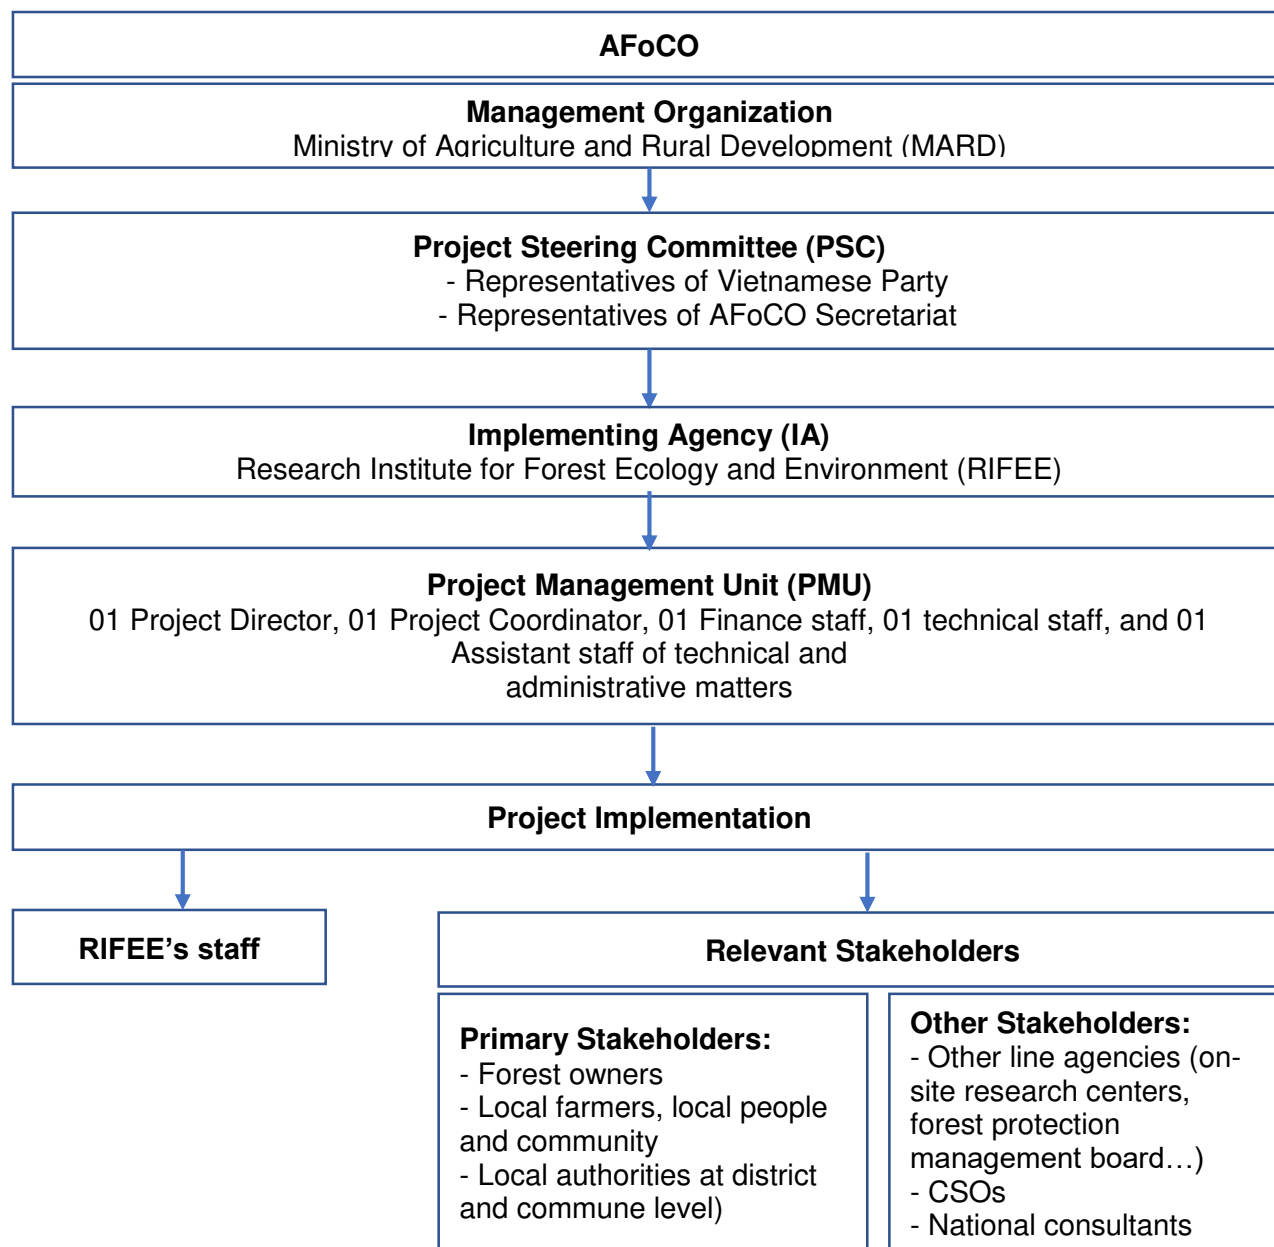 AFoCO
Management Organization
Ministry of Agriculture and Rural Development (MARD)
Project Steering Committee (PSC)
- Representatives of Vietnamese Party
- Representatives of AFoCO Secretariat
Implementing Agency (IA)
Research Institute for Forest Ecology and Environment (RIFEE)
Project Management Unit (PMU)
01 Project Director, 01 Project Coordinator, 01 Finance staff, 01 technical staff, and 01
Assistant staff of technical and
administrative matters
Project Implementation
RIFEE’s staff
Relevant Stakeholders
Primary Stakeholders:
- Forest owners
- Local farmers, local people
and community
- Local authorities at district
and commune level)
Other Stakeholders:
- Other line agencies (on-
site research centers,
forest protection
management board…)
- CSOs
- National consultants